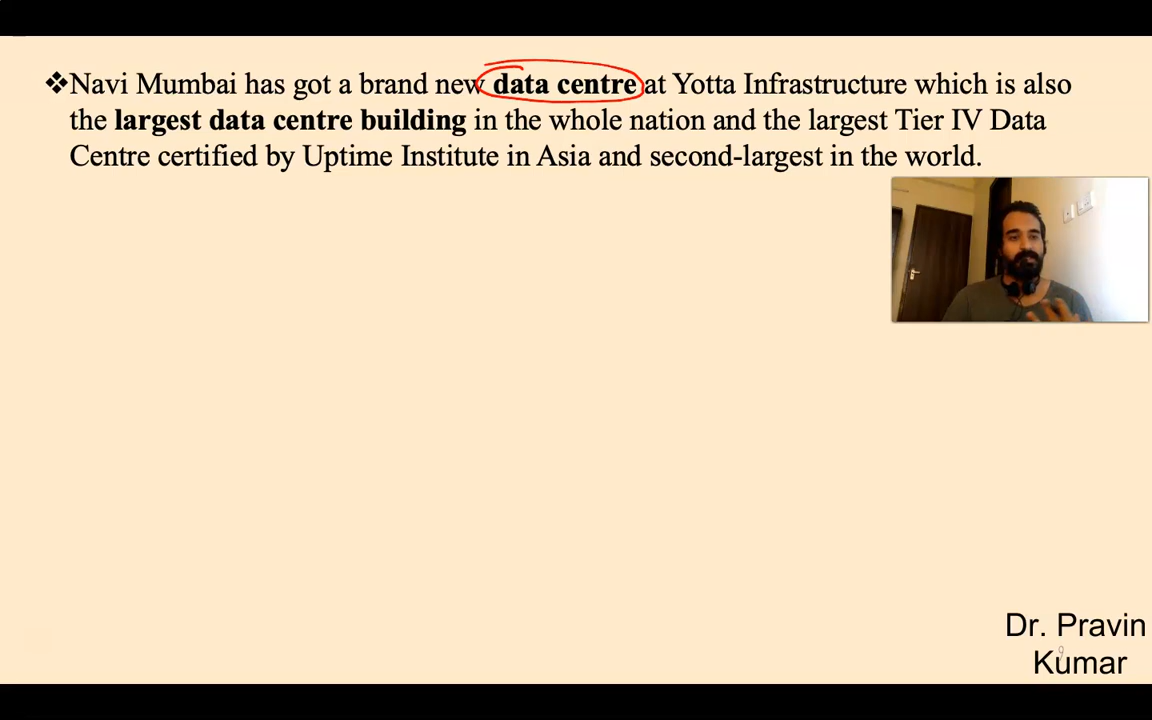 ❖Navi Mumbai has got a brand new data centre at Yotta Infrastructure which is also
the largest data centre building in the whole nation and the largest Tier IV Data
Centre certified by Uptime Institute in Asia and second-largest in the world.
Dr. Pravin
Kumar
9